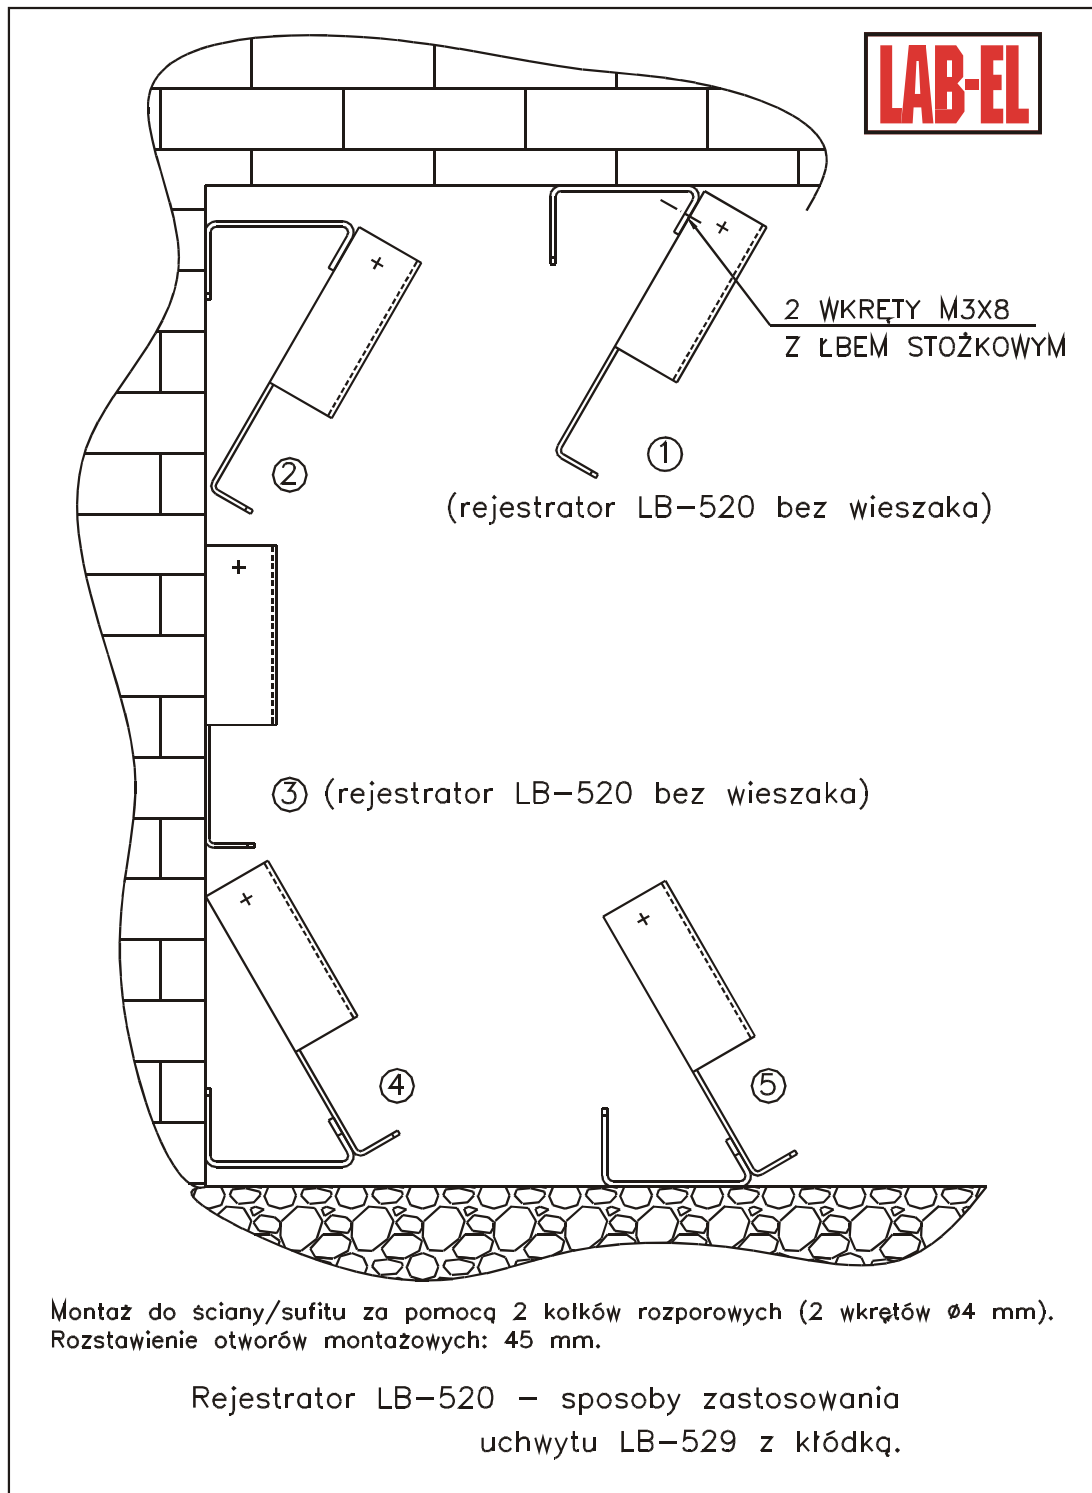 LAB-EL
2 WKRĘTY M3X8
Z ŁBEM STOŻKOWYM
2
1
(rejestrator LB-520 bez wieszaka)
3 (rejestrator LB-520 bez wieszaka)
4
5
Montaż do ściany/sufitu za pomocą 2 kołków rozporowych (2 wkrętów ø4 mm).
Rozstawienie otworów montażowych: 45 mm.
Rejestrator LB-520 - sposoby zastosowania
uchwytu LB-529 z kłódką.